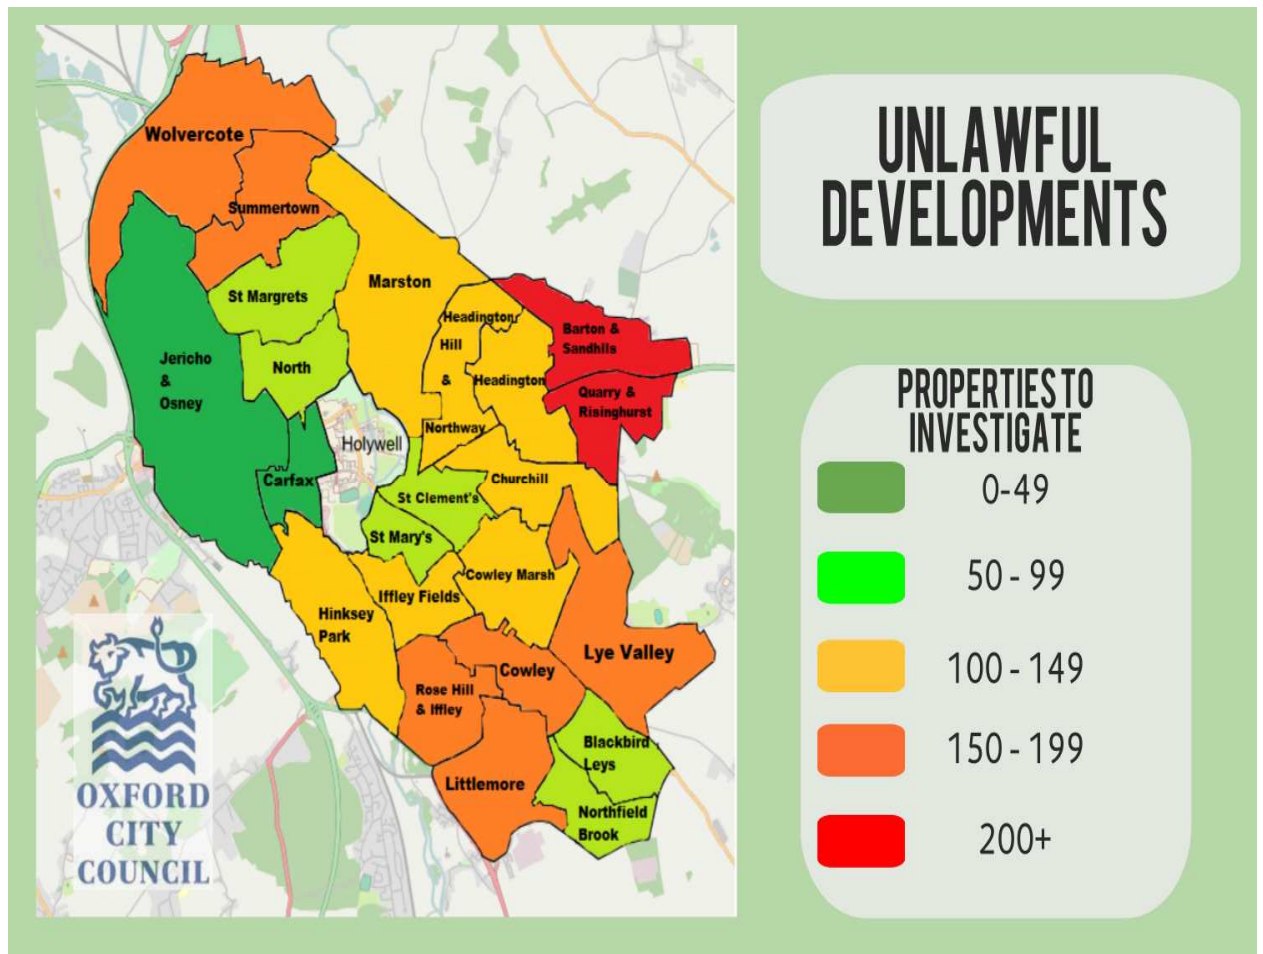 UNLAWFUL
DEVELOPMENTS
Wolvercote
Summertown
St Margrets
Marston
North
Jericho
&
Osney
Headington
Hill
&
Northway
Headington
Barton &
Sandhlls
Quarry &
Risinghurst
Holywell
Carfax
Churchill
St Clement's
St Mary's
Cowley Marsh
Iffley Fields
Hinksey
Park
Lye Valley
Cowley
Rose Hill
& Iffley
Littlemore
Blackbird
Leys
Northfield
Brook
OXFORD
CITY
COUNCIL
PROPERTIES TO
INVESTIGATE
0-49
50 - 99
100 - 149
150 - 199
200+